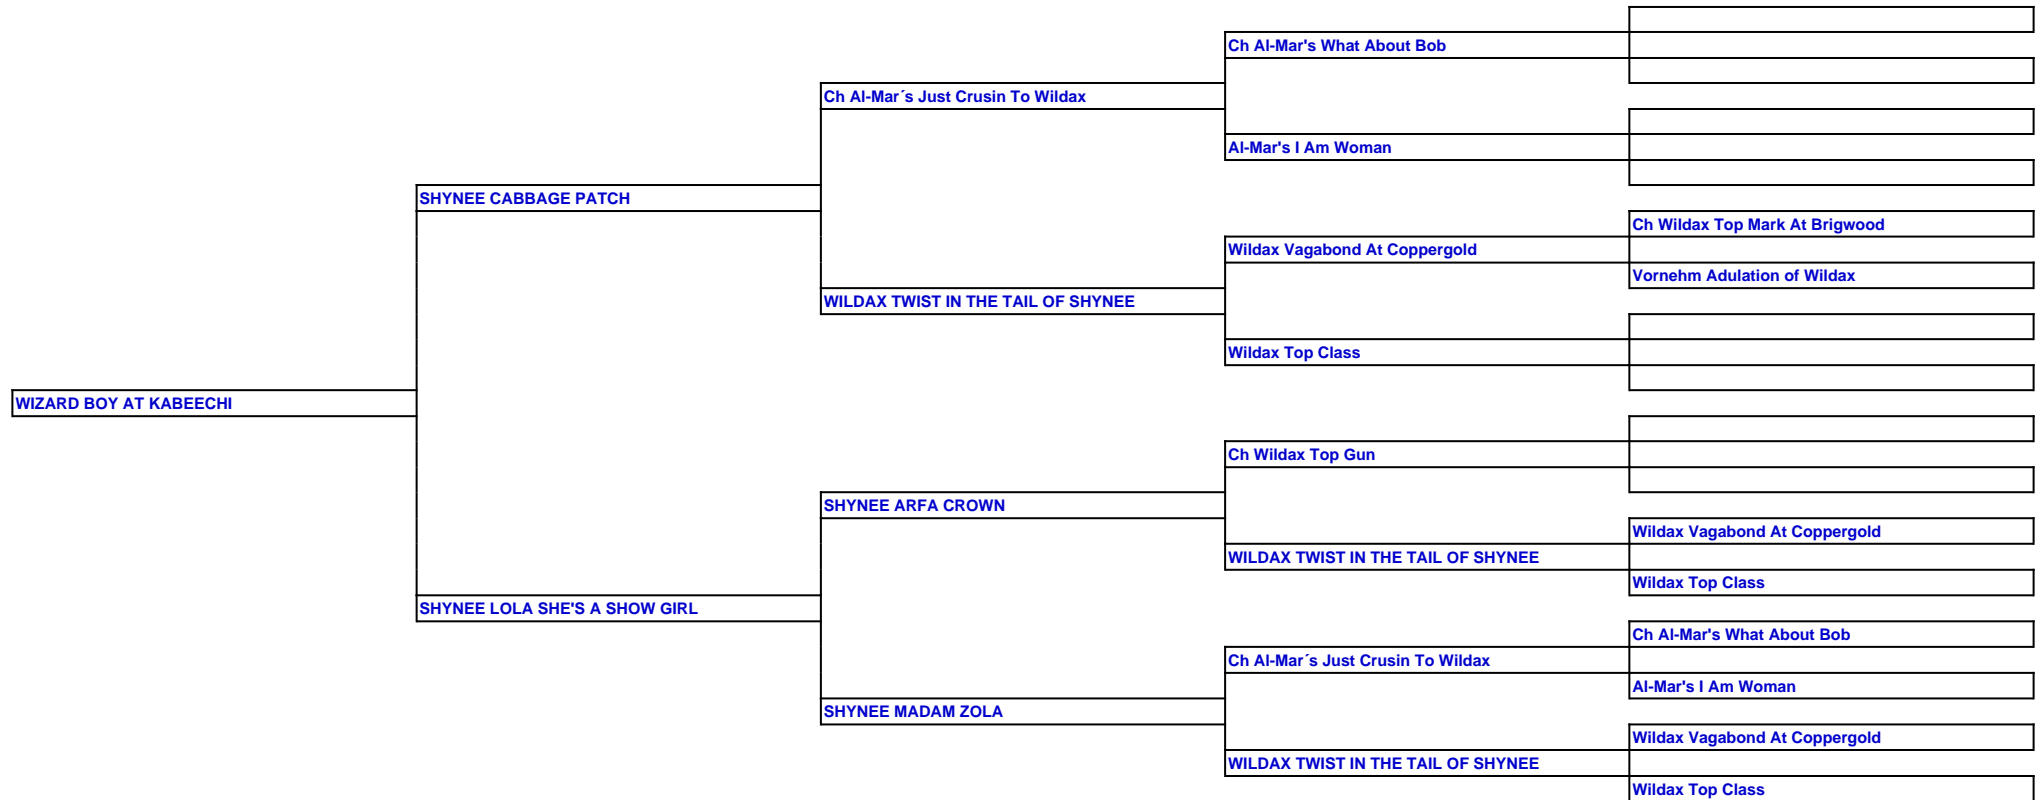 Ch Al-Mar's What About Bob
Ch Al-Mar´s Just Crusin To Wildax
Al-Mar's I Am Woman
SHYNEE CABBAGE PATCH
Ch Wildax Top Mark At Brigwood
Wildax Vagabond At Coppergold
Vornehm Adulation of Wildax
WILDAX TWIST IN THE TAIL OF SHYNEE
Wildax Top Class
WIZARD BOY AT KABEECHI
Ch Wildax Top Gun
SHYNEE ARFA CROWN
Wildax Vagabond At Coppergold
WILDAX TWIST IN THE TAIL OF SHYNEE
Wildax Top Class
SHYNEE LOLA SHE'S A SHOW GIRL
Ch Al-Mar's What About Bob
Ch Al-Mar´s Just Crusin To Wildax
Al-Mar's I Am Woman
SHYNEE MADAM ZOLA
Wildax Vagabond At Coppergold
WILDAX TWIST IN THE TAIL OF SHYNEE
Wildax Top Class